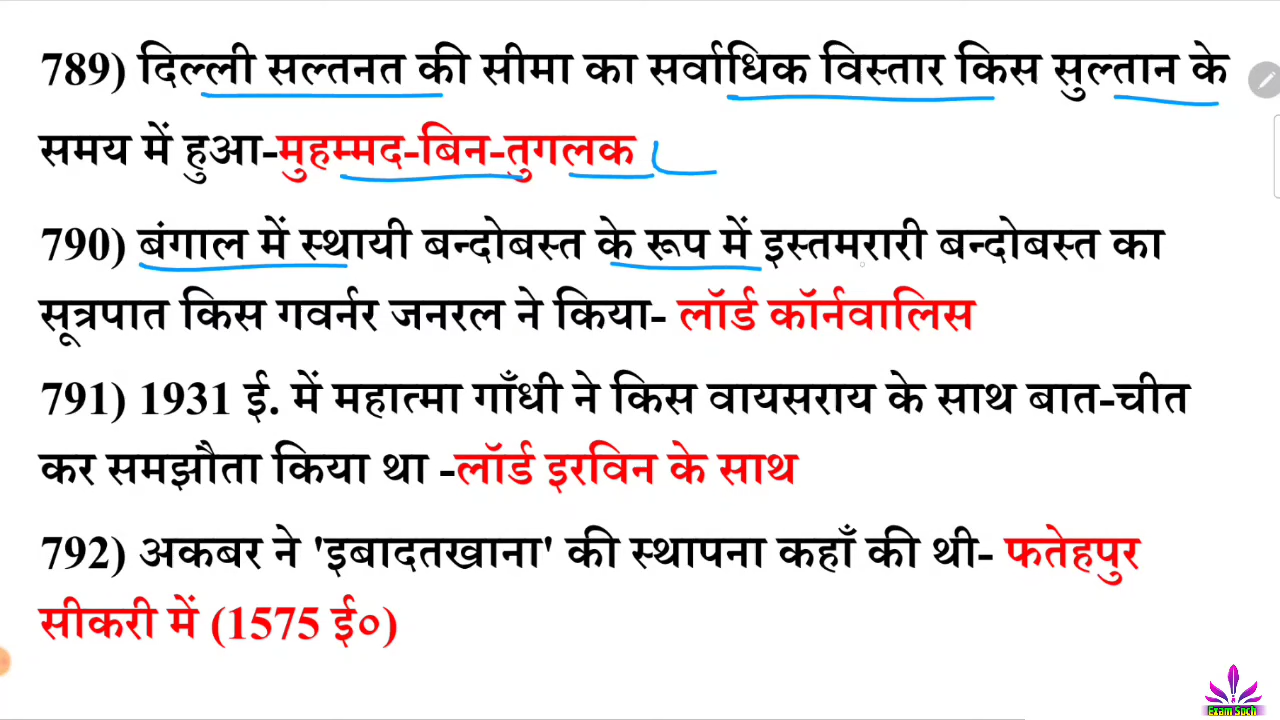 789) दिल्ली सल्तनत की सीमा का सर्वाधिक विस्तार किस सुल्तान के
समय में हुआ-मुहम्मद-बिन-तुगलक
790) बंगाल में स्थायी बन्दोबस्त के रूप में इस्तमरारी बन्दोबस्त का
सूत्रपात किस गवर्नर जनरल ने किया- लॉर्ड कॉर्नवालिस
791) 1931 ई. में महात्मा गाँधी ने किस वायसराय के साथ बात-चीत
कर समझौता किया था -लॉर्ड इरविन के साथ
792) अकबर ने 'इबादतखाना' की स्थापना कहाँ की थी- फतेहपुर
सीकरी में (1575 ई०)
Exam Soch